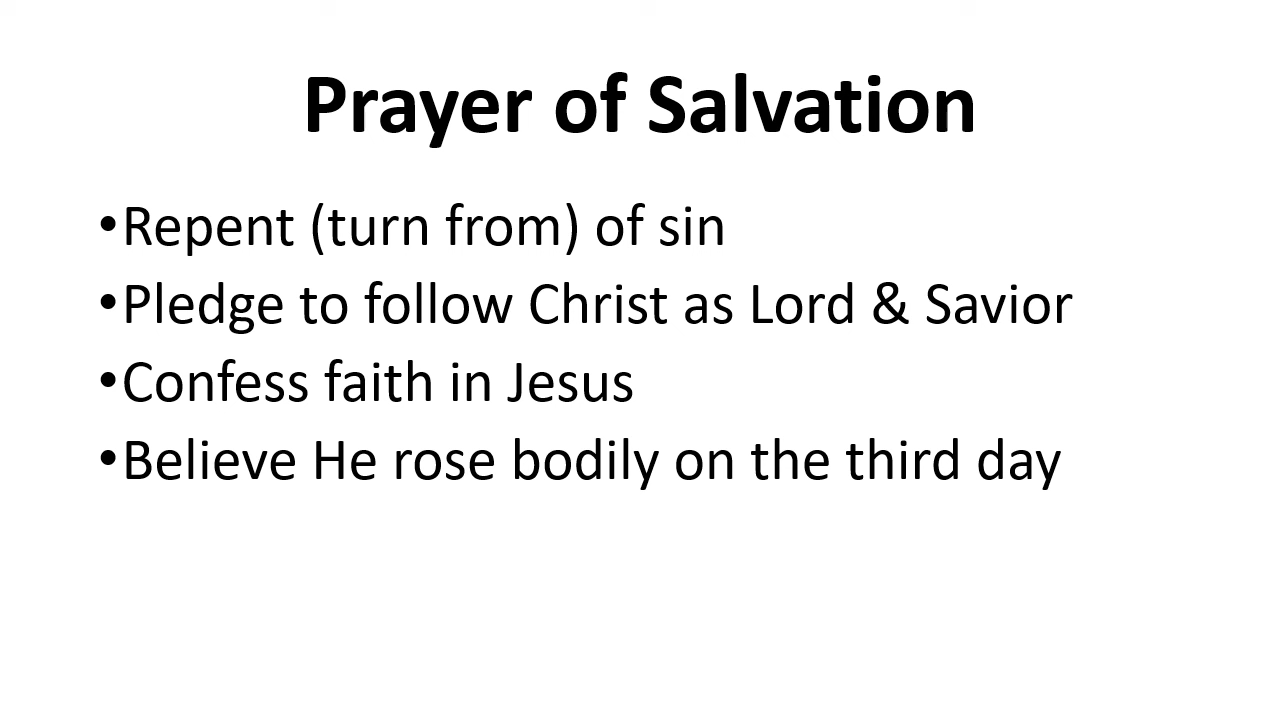 Prayer of Salvation
•Repent (turn from) of sin
•Pledge to follow Christ as Lord & Savior
•Confess faith in Jesus
•Believe He rose bodily on the third day